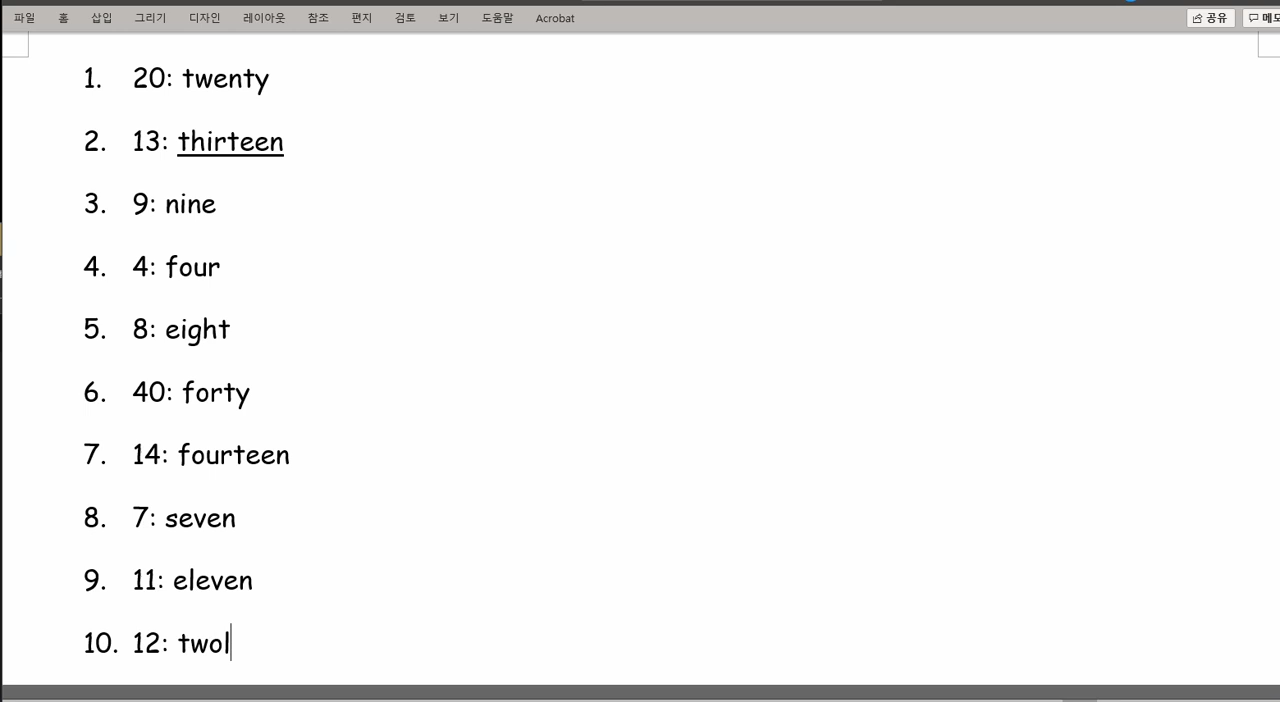 파일 홈 삽입 그리기 디자인 레이아웃 참조 편지 검토 보기 도움말 Acrobat 공유 메모
1. 20: twenty
2. 13: thirteen
3. 9: nine
4. 4: four
5. 8: eight
6. 40: forty
7. 14: fourteen
8. 7: seven
9. 11: eleven
10. 12: twol